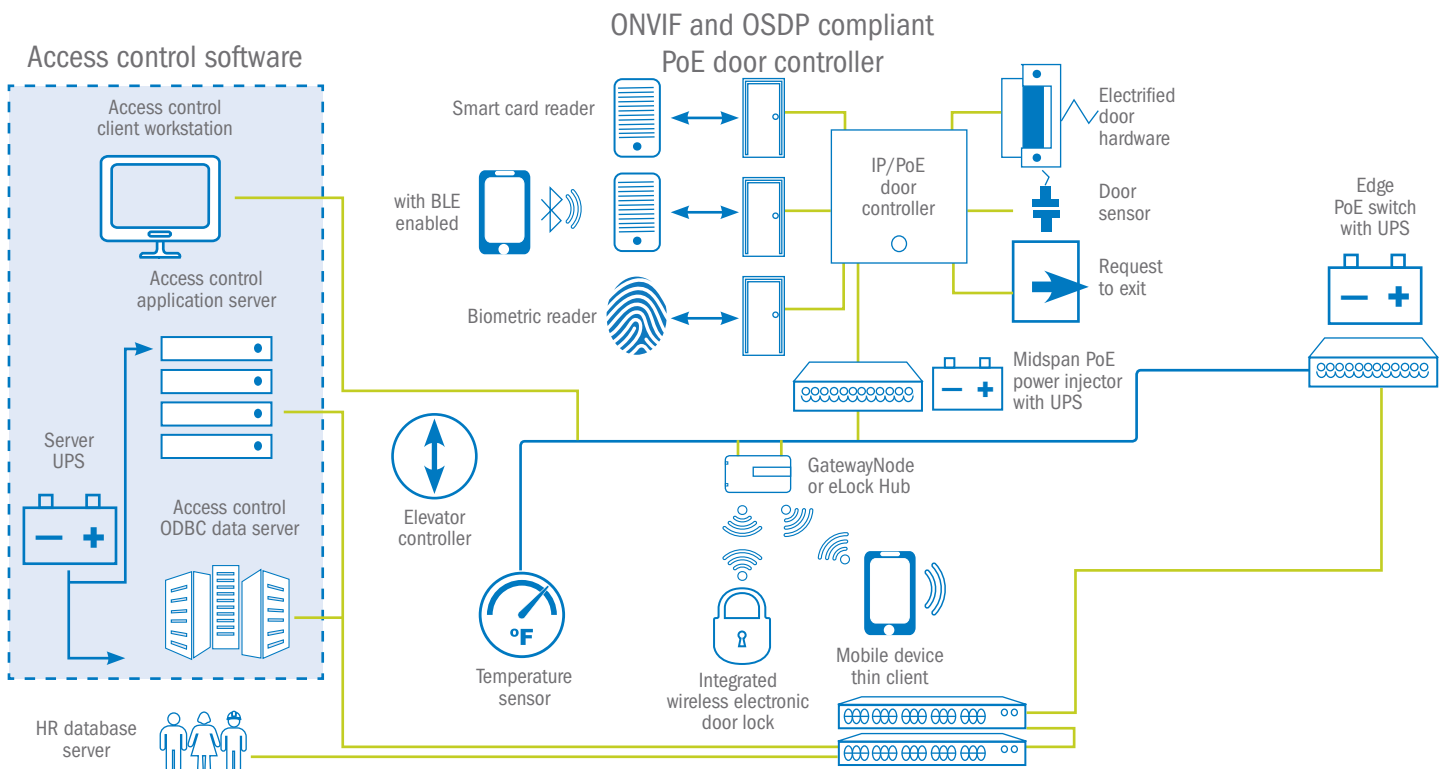 ONVIF and OSDP compliant
PoE door controller
Access control software
Access control
client workstation
Access control
application server
Server
UPS
Access control
ODBC data server
HR database
server
Smart card reader
with BLE
enabled
Biometric reader
IP/PoE
door
controller
Electrified
door
hardware
Door
sensor
Request
to exit
Edge
PoE switch
with UPS
Midspan PoE
power injector
with UPS
Elevator
controller
GatewayNode
or eLock Hub
°F
Temperature
sensor
Integrated
wireless electronic
door lock
Mobile device
thin client